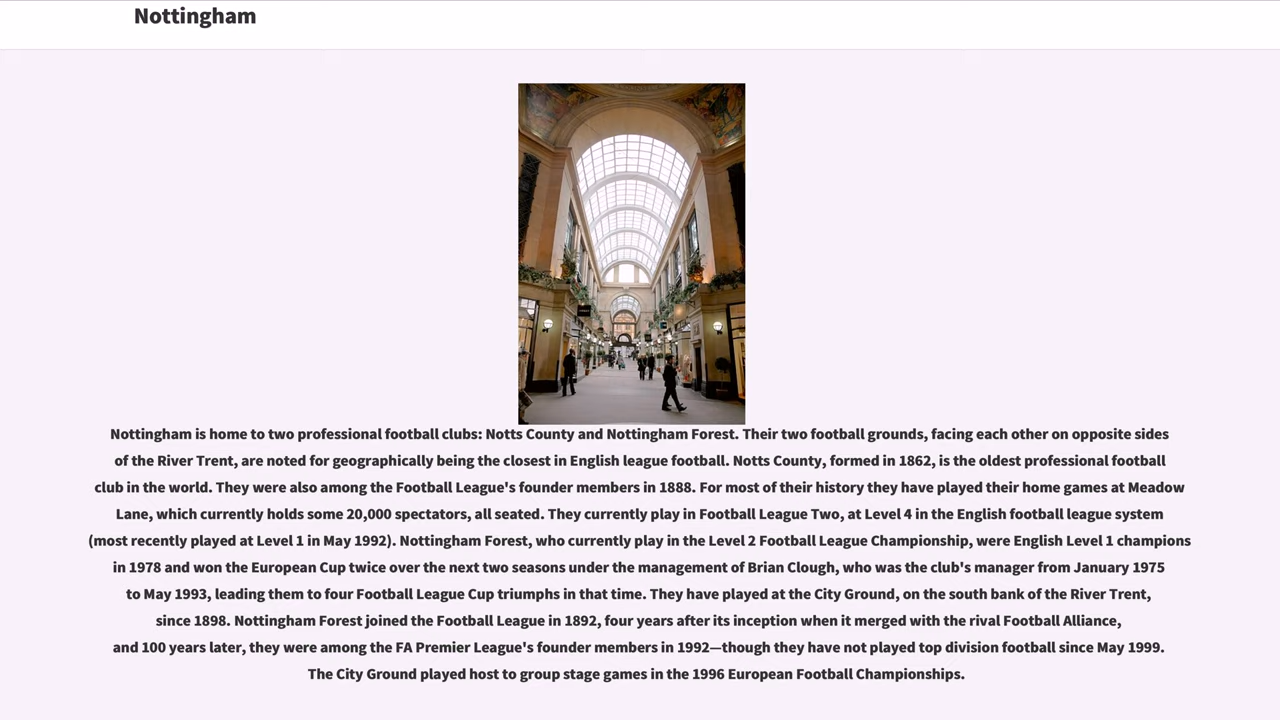 Nottingham
Nottingham is home to two professional football clubs: Notts County and Nottingham Forest. Their two football grounds, facing each other on opposite sides
of the River Trent, are noted for geographically being the closest in English league football. Notts County, formed in 1862, is the oldest professional football
club in the world. They were also among the Football League's founder members in 1888. For most of their history they have played their home games at Meadow
Lane, which currently holds some 20,000 spectators, all seated. They currently play in Football League Two, at Level 4 in the English football league system
(most recently played at Level 1 in May 1992). Nottingham Forest, who currently play in the Level 2 Football League Championship, were English Level 1 champions
in 1978 and won the European Cup twice over the next two seasons under the management of Brian Clough, who was the club's manager from January 1975
to May 1993, leading them to four Football League Cup triumphs in that time. They have played at the City Ground, on the south bank of the River Trent,
since 1898. Nottingham Forest joined the Football League in 1892, four years after its inception when it merged with the rival Football Alliance,
and 100 years later, they were among the FA Premier League's founder members in 1992—though they have not played top division football since May 1999.
The City Ground played host to group stage games in the 1996 European Football Championships.